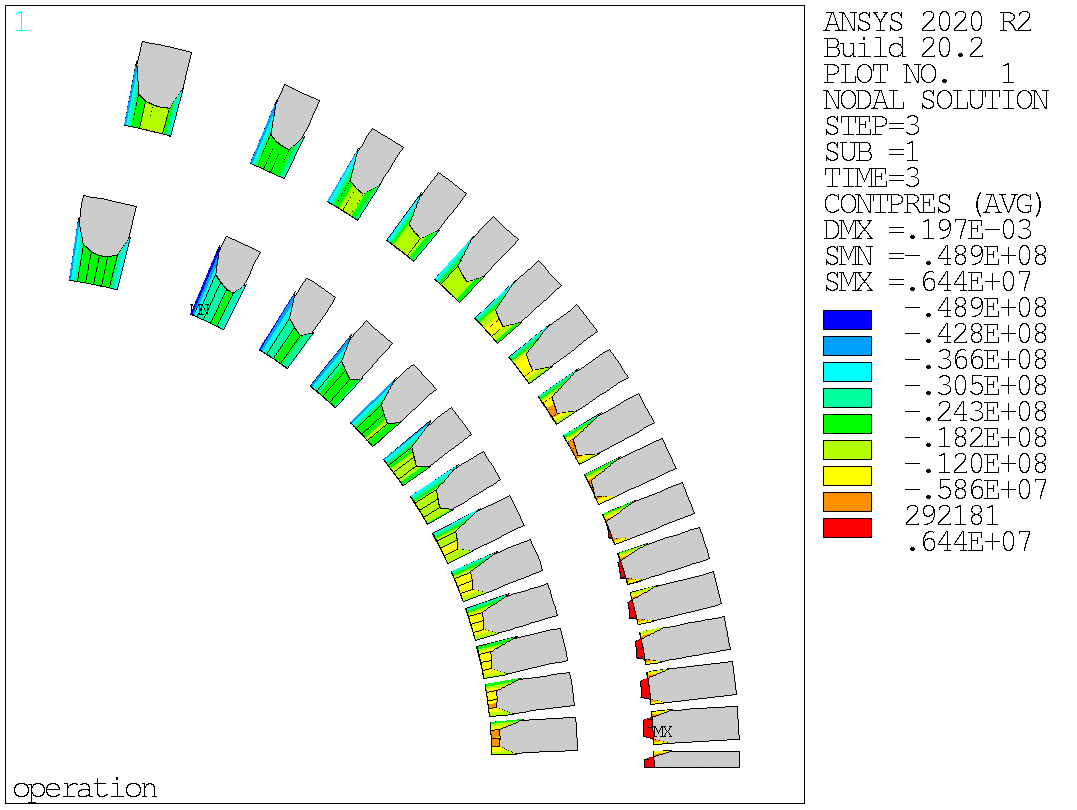 1
ANSYS 2020 R2
Build 20.2
PLOT NO.   1
NODAL SOLUTION
STEP=3
SUB =1
TIME=3
CONTPRES (AVG)
DMX =.197E-03
SMN =-.489E+08
SMX =.644E+07
-.489E+08
-.428E+08
-.366E+08
-.305E+08
-.243E+08
-.182E+08
-.120E+08
-.586E+07
292181
.644E+07
MN
MX
operation